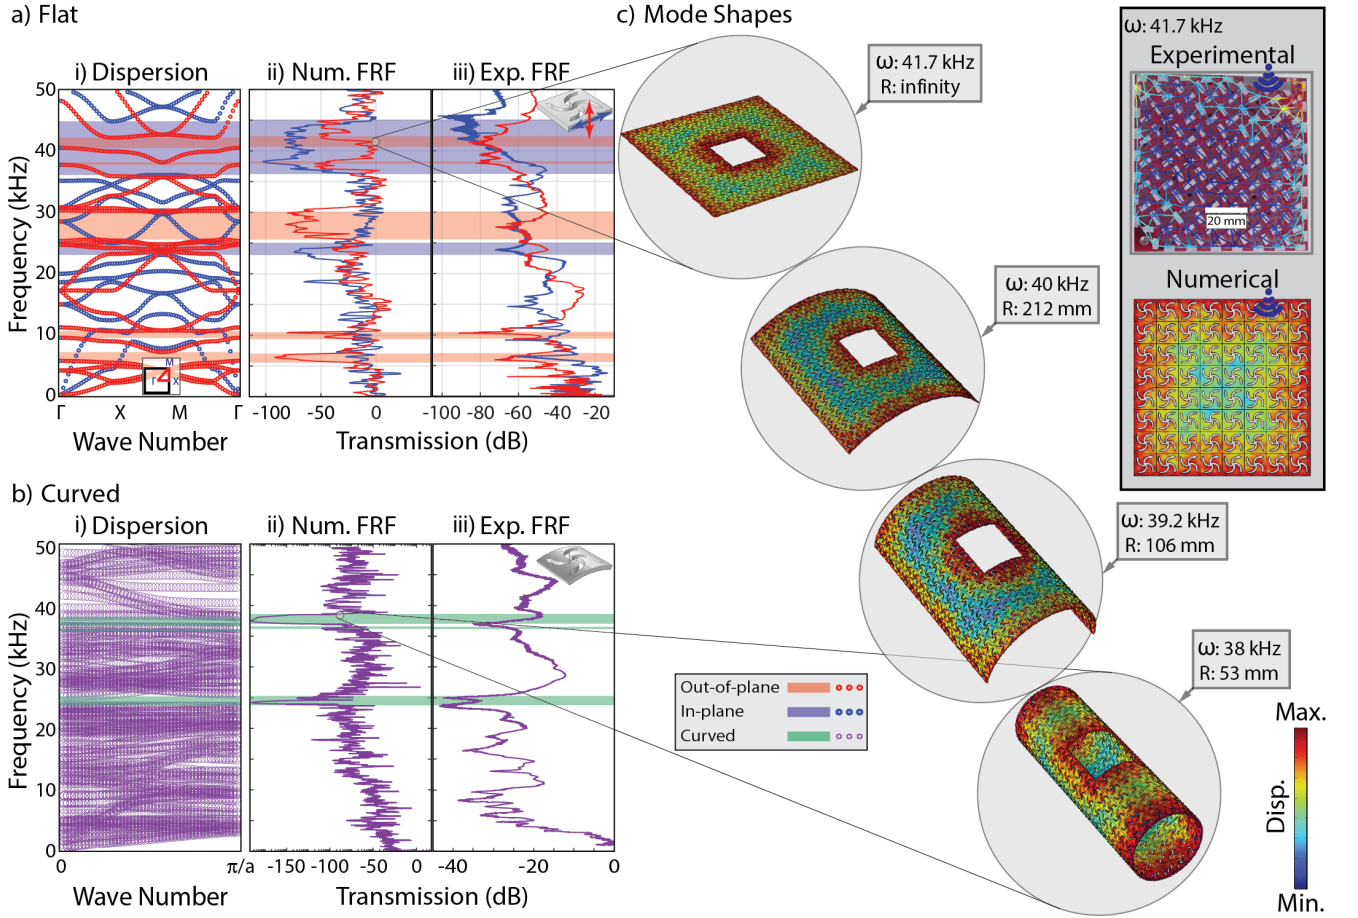 a) Flat
c) Mode Shapes
i) Dispersion
ii) Num. FRF
iii) Exp. FRF
Frequency (kHz)
50
40
30
20
10
0
M
Γ
X
Γ
X
M
Γ
Wave Number
-100
-50
0
-100
-80
-60
-40
-20
Transmission (dB)
ω: 41.7 kHz
R: infinity
ω: 40 kHz
R: 212 mm
ω: 39.2 kHz
R: 106 mm
ω: 38 kHz
R: 53 mm
ω: 41.7 kHz
Experimental
20 mm
Numerical
b) Curved
i) Dispersion
ii) Num. FRF
iii) Exp. FRF
Frequency (kHz)
50
40
30
20
10
0
0
π/a
Wave Number
-150
-100
-50
0
-40
-20
0
Transmission (dB)
Out-of-plane
In-plane
Curved
Max.
Disp.
Min.